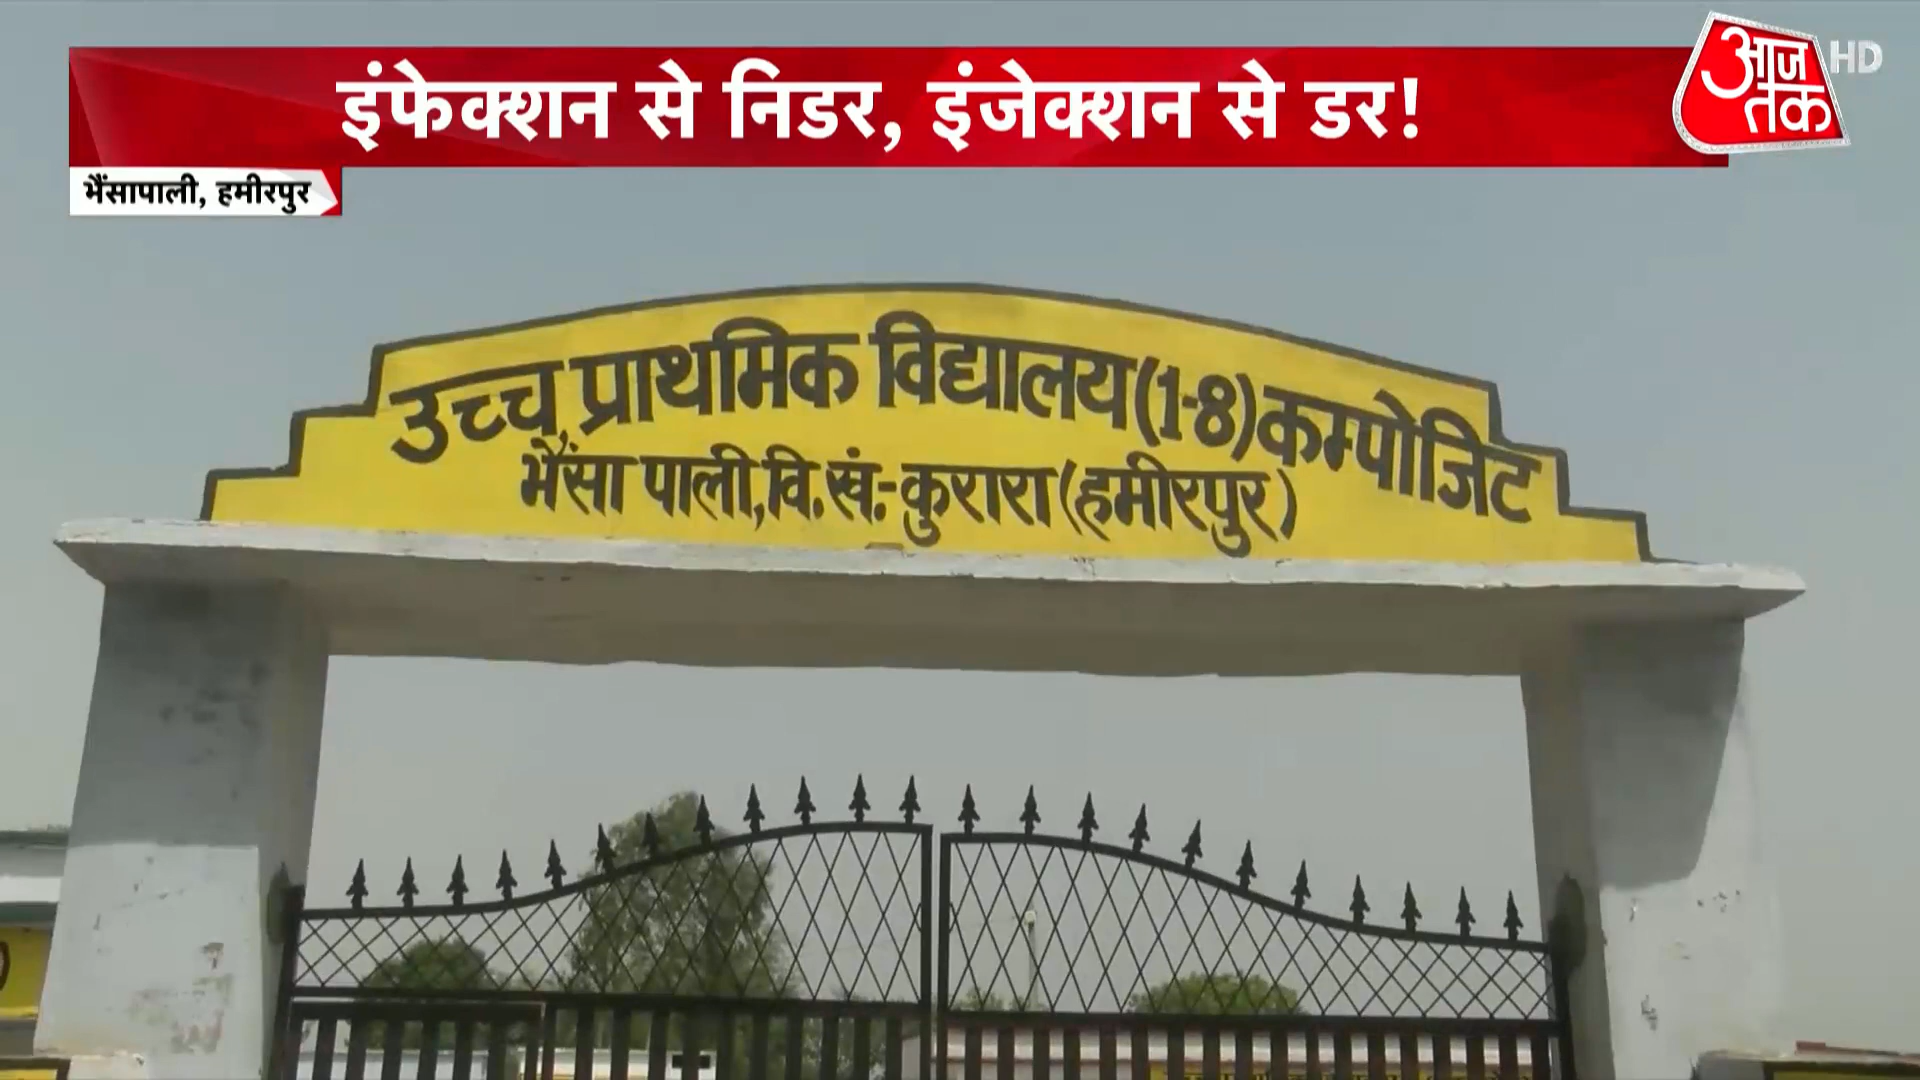 इंफेक्शन से निडर, इंजेक्शन से डर!
आज तक HD
भैंसापाली, हमीरपुर
उच्च प्राथमिक विद्यालय(1-8)कम्पोजिट
भैंसा पाली,वि.खं.-कुरारा(हमीरपुर)